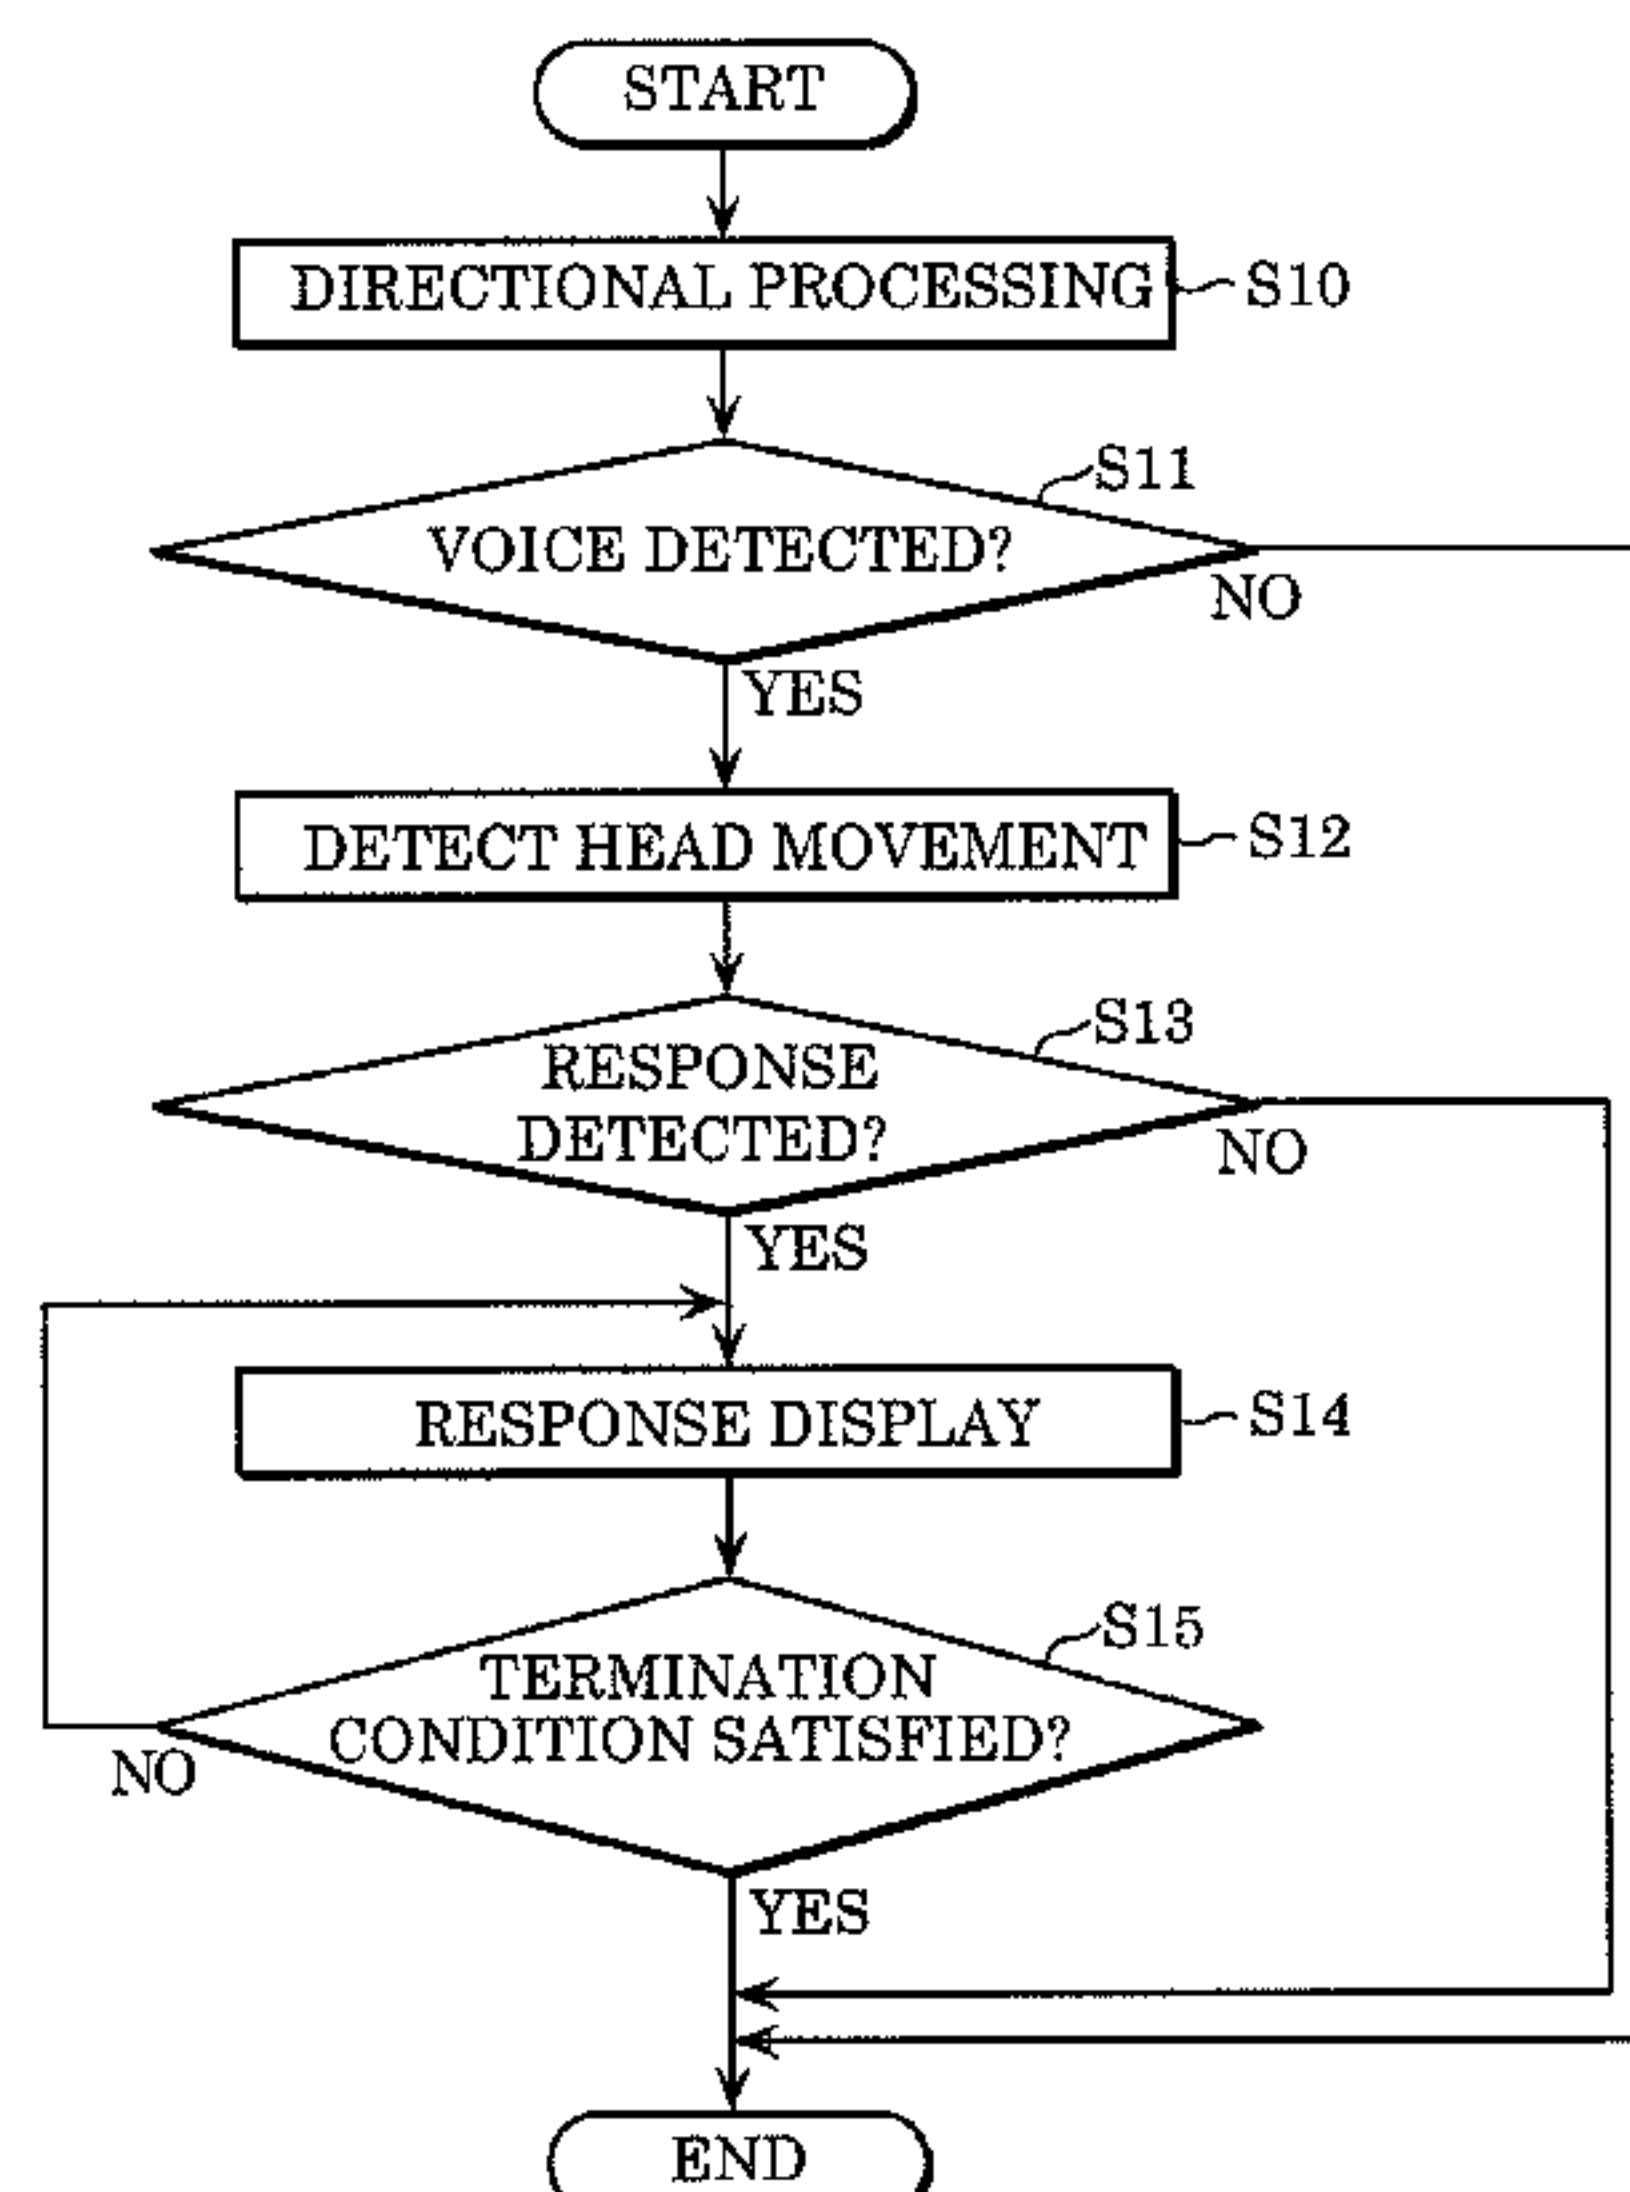 START
DIRECTIONAL PROCESSING
S10
S11
VOICE DETECTED?
NO
YES
DETECT HEAD MOVEMENT
S12
S13
RESPONSE
DETECTED?
NO
YES
RESPONSE DISPLAY
S14
S15
TERMINATION
CONDITION SATISFIED?
NO
YES
END